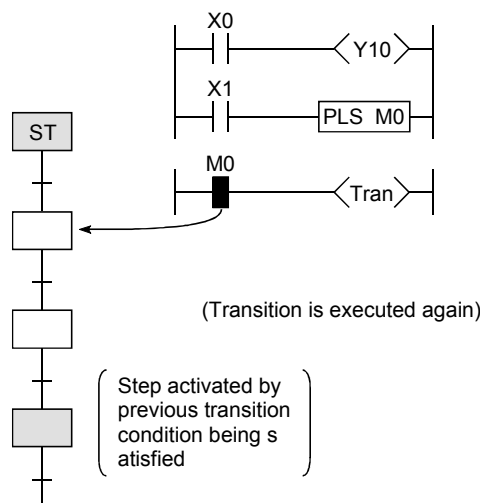 X0
Y10
X1
PLS M0
ST
M0
Tran
(Transition is executed again)
Step activated by
previous transition
condition being s
atisfied